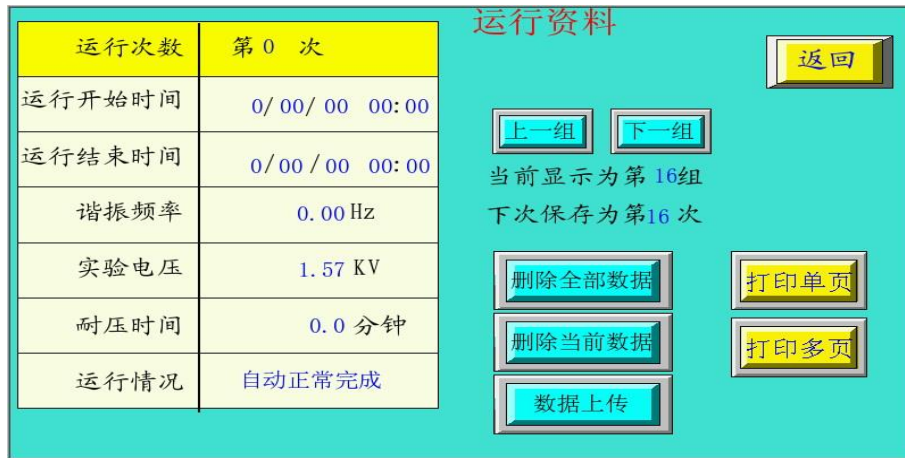 运行资料
运行次数 第 0 次
返回
运行开始时间 0/ 00/ 00 00:00
上一组 下一组
运行结束时间 0/00 /00 00:00
当前显示为第 16组
谐振频率 0.00 Hz
下次保存为第16 次
实验电压 1.57 KV
删除全部数据 打印单页
耐压时间 0.0 分钟
删除当前数据 打印多页
运行情况 自动正常完成
数据上传